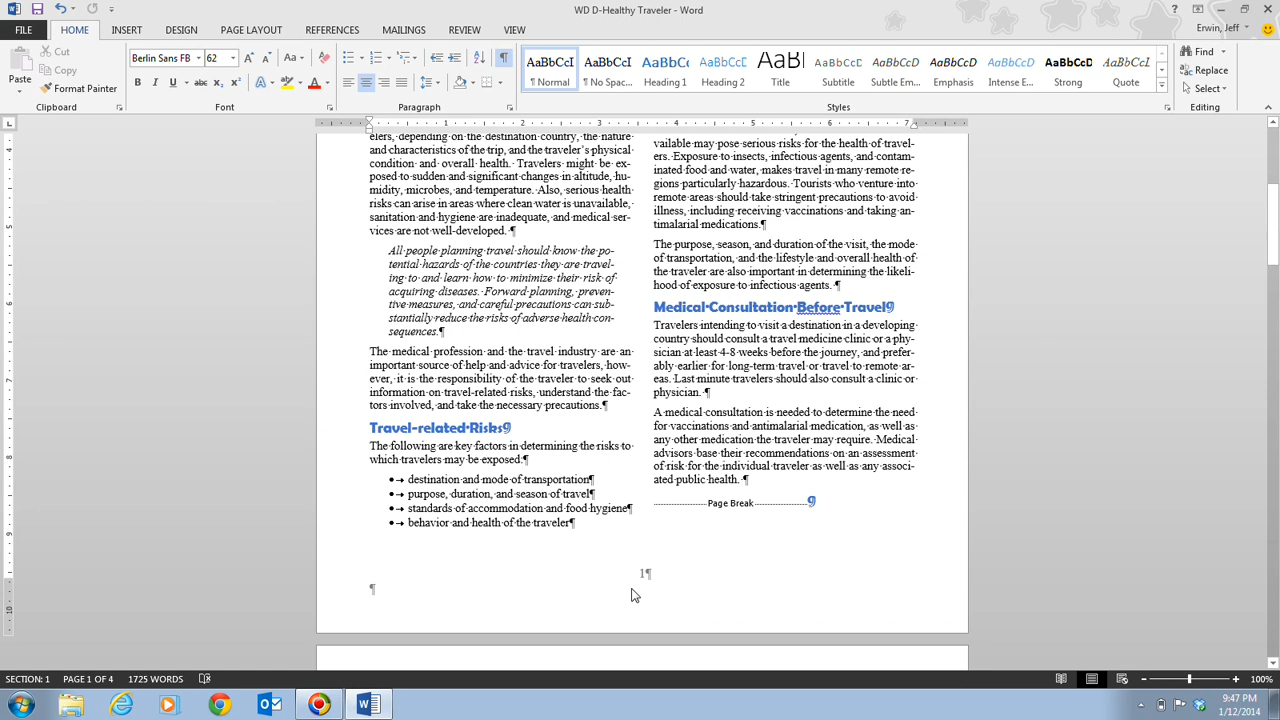 WD D-Healthy Traveler - Word
Erwin, Jeff
FILE HOME INSERT DESIGN PAGE LAYOUT REFERENCES MAILINGS REVIEW VIEW
Paste
Cut
Copy
Format Painter
Clipboard
Berlin Sans FB 62
Font
Paragraph
AaBbCcI AaBbCcI AaBbCc AaBbCc AaB AaBbCcI AaBbCcI AaBbCcI AaBbCcI AaBbCcI AaBbCcI
¶ Normal ¶ No Spac... Heading 1 Heading 2 Title Subtitle Subtle Em... Emphasis Intense E... Strong Quote
Styles
Find
Replace
Select
Editing
1 2 3 4 5 6 7
elers, depending on the destination country, the nature
and characteristics of the trip, and the traveler's physical
condition and overall health. Travelers might be ex-
posed to sudden and significant changes in altitude, hu-
midity, microbes, and temperature. Also, serious health
risks can arise in areas where clean water is unavailable,
sanitation and hygiene are inadequate, and medical ser-
vices are not well-developed. ¶
All people planning travel should know the po-
tential hazards of the countries they are travel-
ing to and learn how to minimize their risk of
acquiring diseases. Forward planning, preven-
tive measures, and careful precautions can sub-
stantially reduce the risks of adverse health con-
sequences.¶
The medical profession and the travel industry are an
important source of help and advice for travelers, how-
ever, it is the responsibility of the traveler to seek out
information on travel-related risks, understand the fac-
tors involved, and take the necessary precautions.¶
Travel-related Risks¶
The following are key factors in determining the risks to
which travelers may be exposed:¶
• destination and mode of transportation¶
• purpose, duration, and season of travel¶
• standards of accommodation and food hygiene¶
• behavior and health of the traveler¶
vailable may pose serious risks for the health of travel-
ers. Exposure to insects, infectious agents, and contam-
inated food and water, makes travel in many remote re-
gions particularly hazardous. Tourists who venture into
remote areas should take stringent precautions to avoid
illness, including receiving vaccinations and taking an-
timalarial medications.¶
The purpose, season, and duration of the visit, the mode
of transportation, and the lifestyle and overall health of
the traveler are also important in determining the likeli-
hood of exposure to infectious agents. ¶
Medical Consultation Before Travel¶
Travelers intending to visit a destination in a developing
country should consult a travel medicine clinic or a phy-
sician at least 4-8 weeks before the journey, and prefer-
ably earlier for long-term travel or travel to remote ar-
eas. Last minute travelers should also consult a clinic or
physician. ¶
A medical consultation is needed to determine the need
for vaccinations and antimalarial medication, as well as
any other medication the traveler may require. Medical
advisors base their recommendations on an assessment
of risk for the individual traveler as well as any associ-
ated public health. ¶
Page Break ¶
1¶
¶
SECTION: 1 PAGE 1 OF 4 1725 WORDS
100%
9:47 PM
1/12/2014